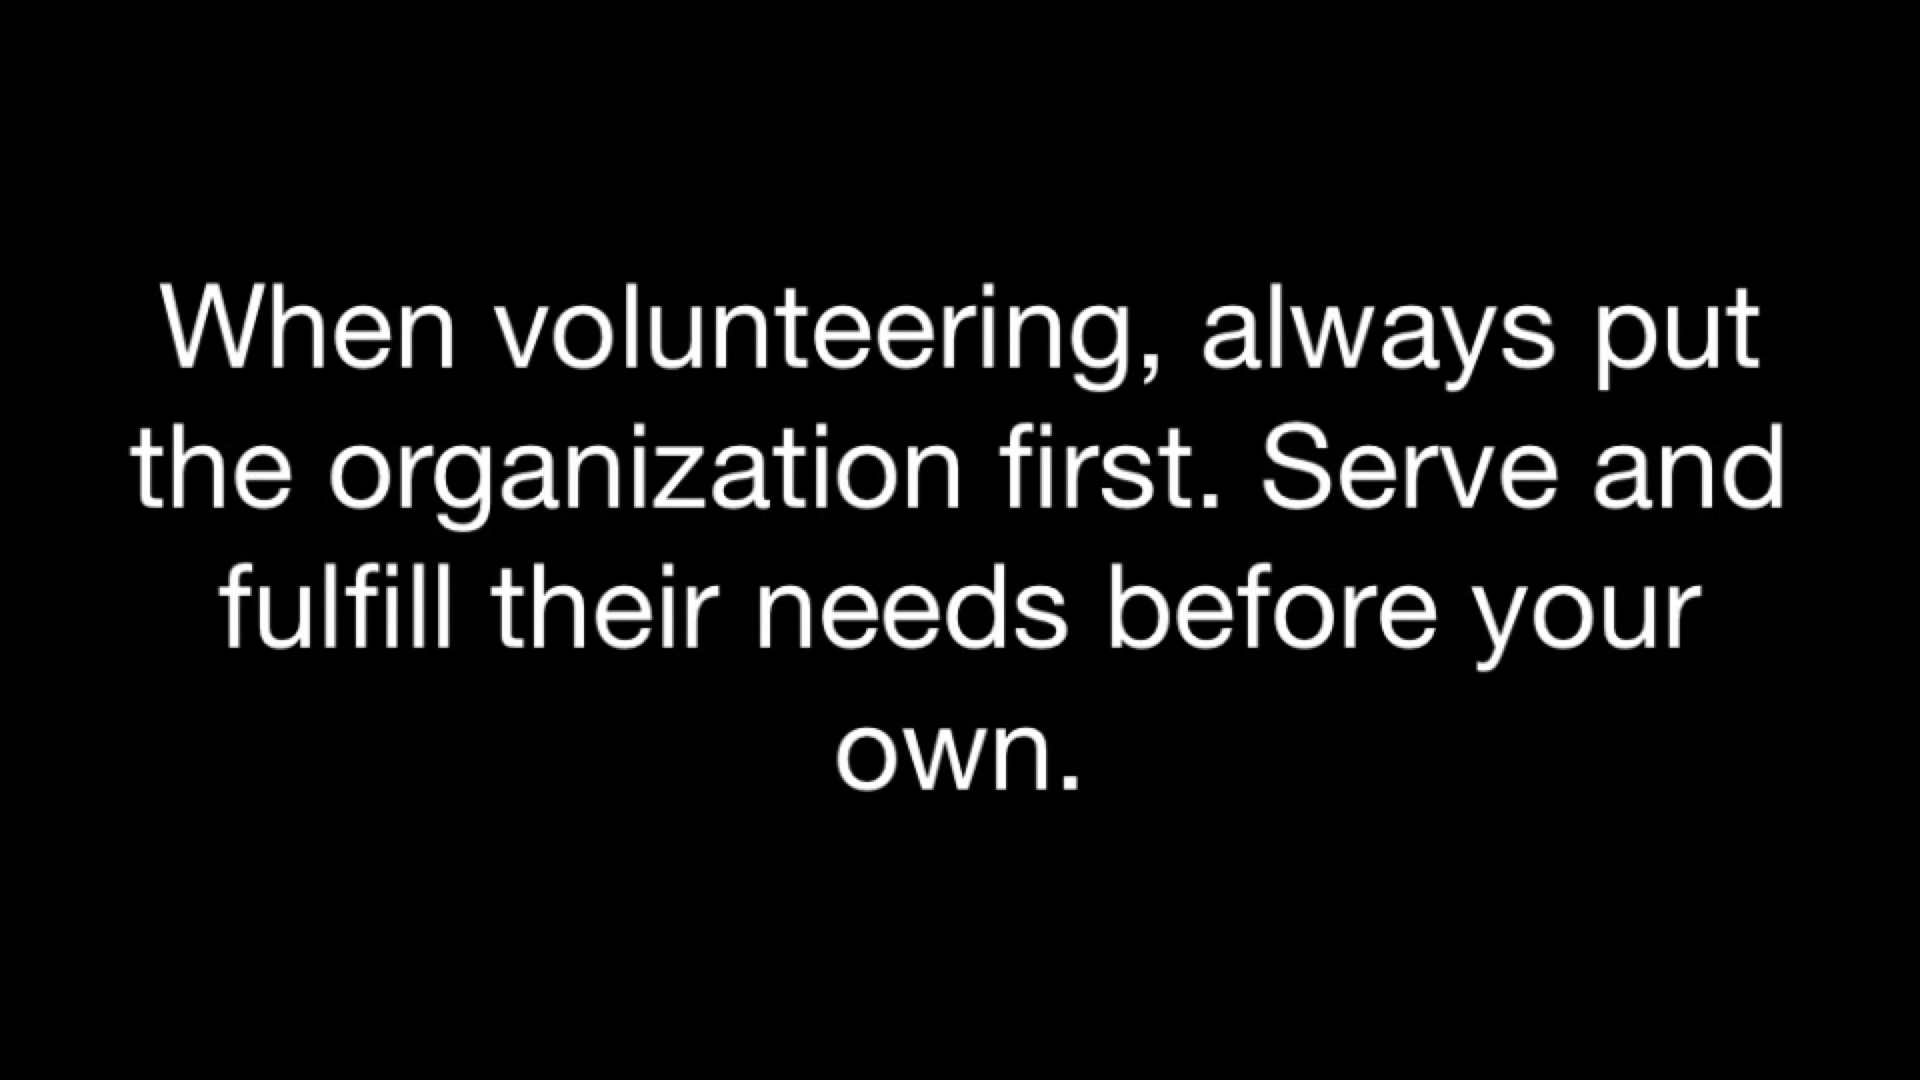 When volunteering, always put
the organization first. Serve and
fulfill their needs before your
own.